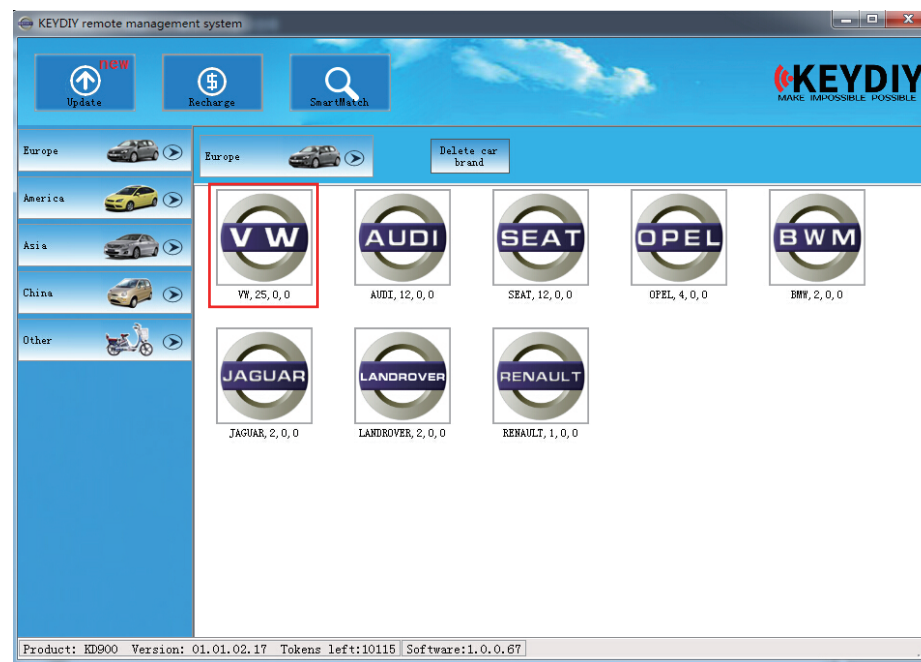 KEYDIY remote management system
new
Update
Recharge
SmartMatch
KEYDIY
MAKE IMPOSSIBLE POSSIBLE
Europe
America
Asia
China
Other
Europe
Delete car
brand
VW
AUDI
SEAT
OPEL
BWM
VW, 25, 0, 0
AUDI, 12, 0, 0
SEAT, 12, 0, 0
OPEL, 4, 0, 0
BMW, 2, 0, 0
JAGUAR
LANDROVER
RENAULT
JAGUAR, 2, 0, 0
LANDROVER, 2, 0, 0
RENAULT, 1, 0, 0
Product: KD900 Version: 01.01.02.17 Tokens left:10115 Software:1.0.0.67